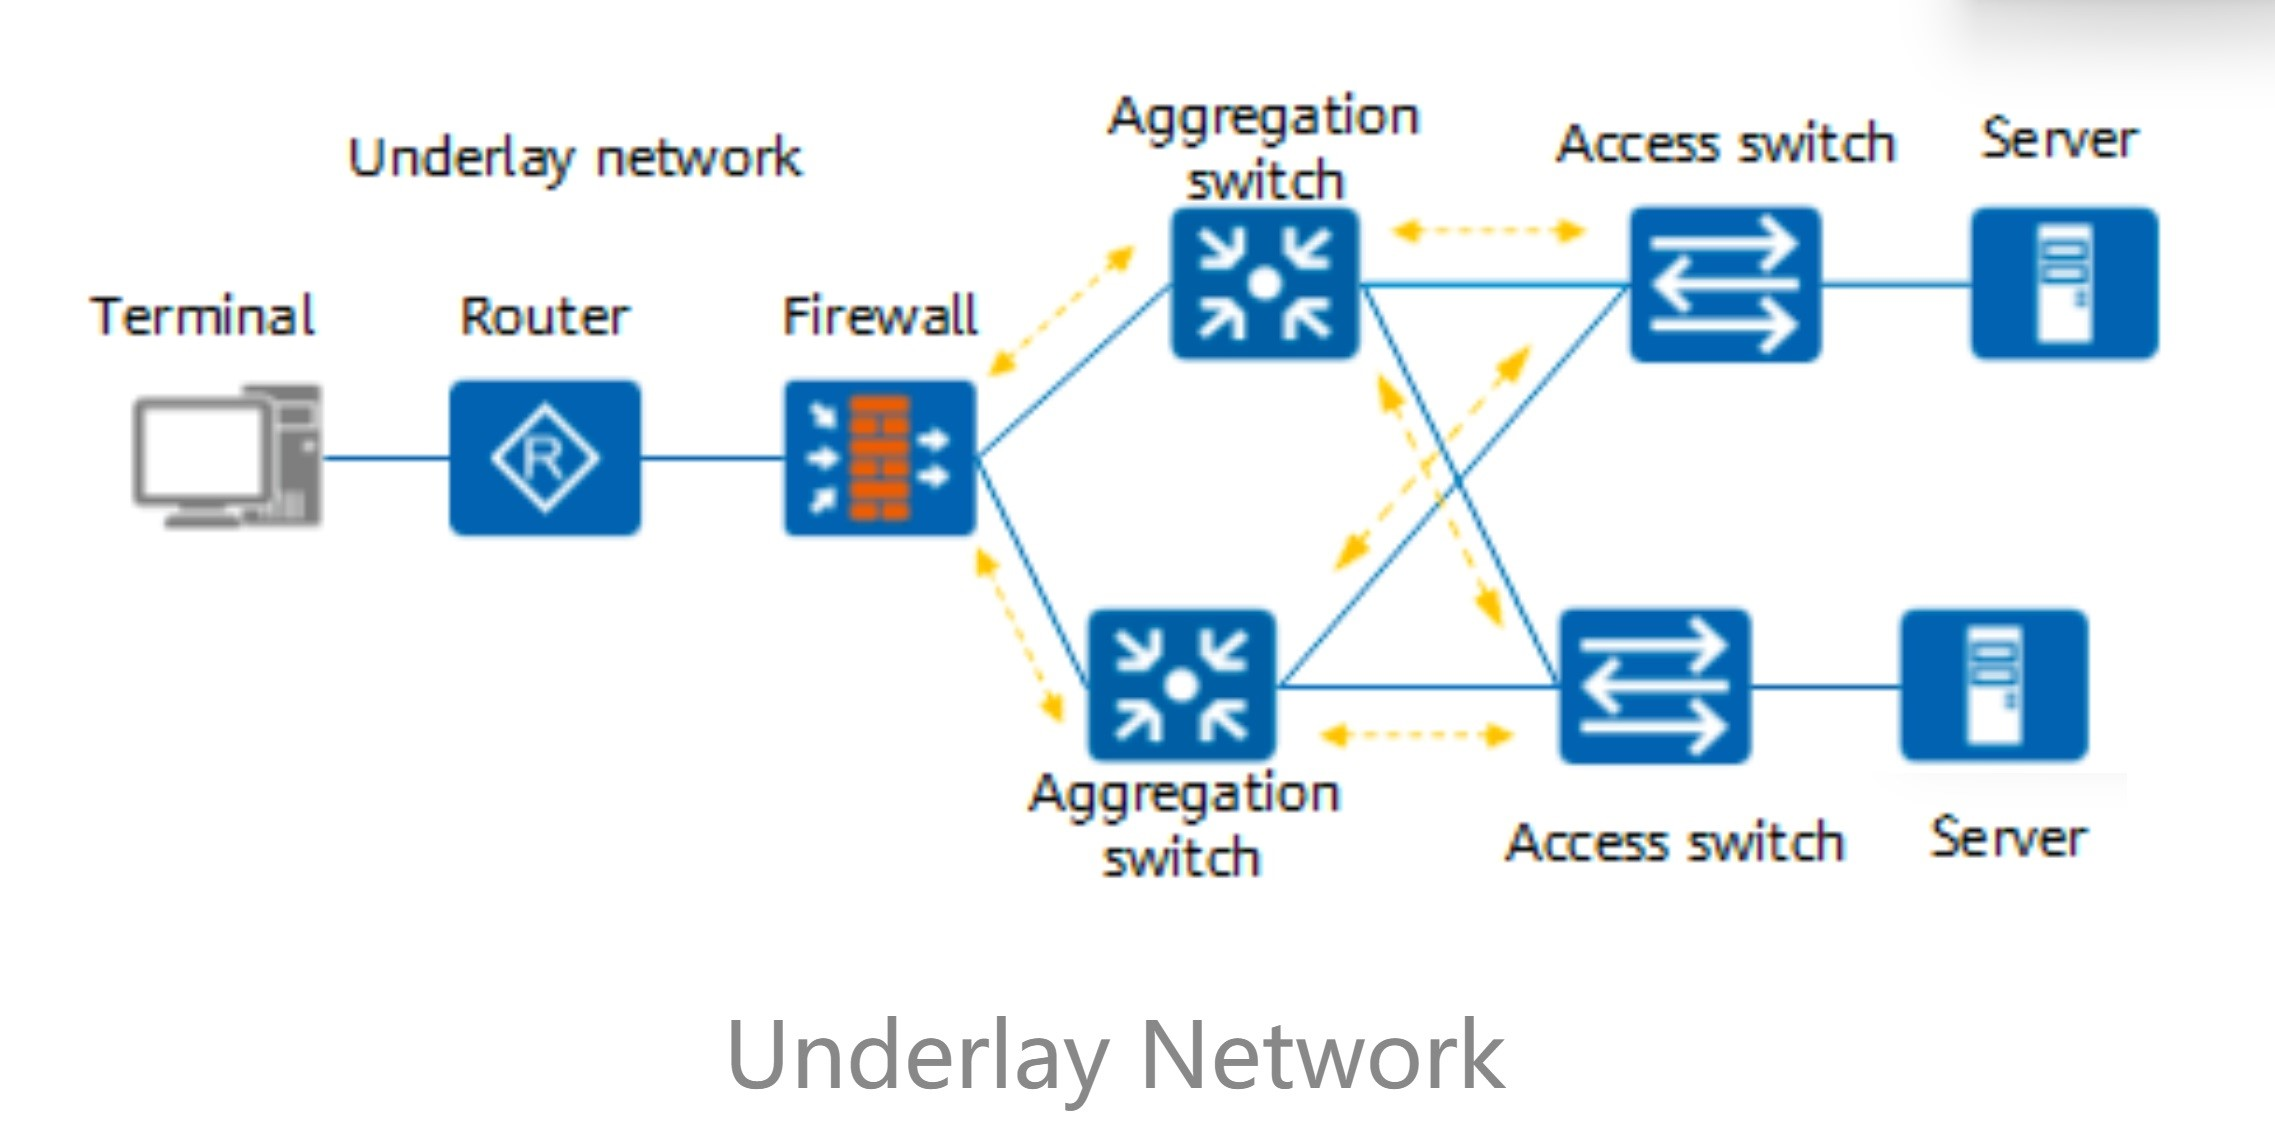 Underlay network
Aggregation
switch
Access switch
Server
Terminal
Router
Firewall
R
Aggregation
switch
Access switch
Server
Underlay Network